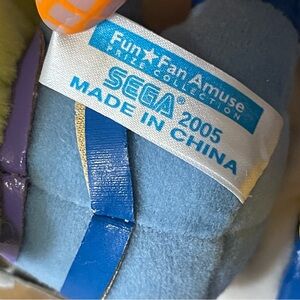 Fun★Fan Amuse
PRIZE COLLECTION
SEGA® 2005
MADE IN CHINA